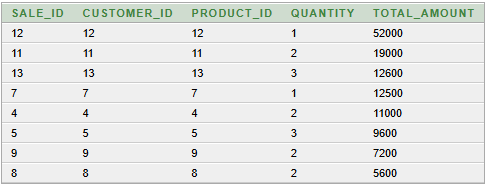 SALE_ID CUSTOMER_ID PRODUCT_ID QUANTITY TOTAL_AMOUNT
12 12 12 1 52000
11 11 11 2 19000
13 13 13 3 12600
7 7 7 1 12500
4 4 4 2 11000
5 5 5 3 9600
9 9 9 2 7200
8 8 8 2 5600